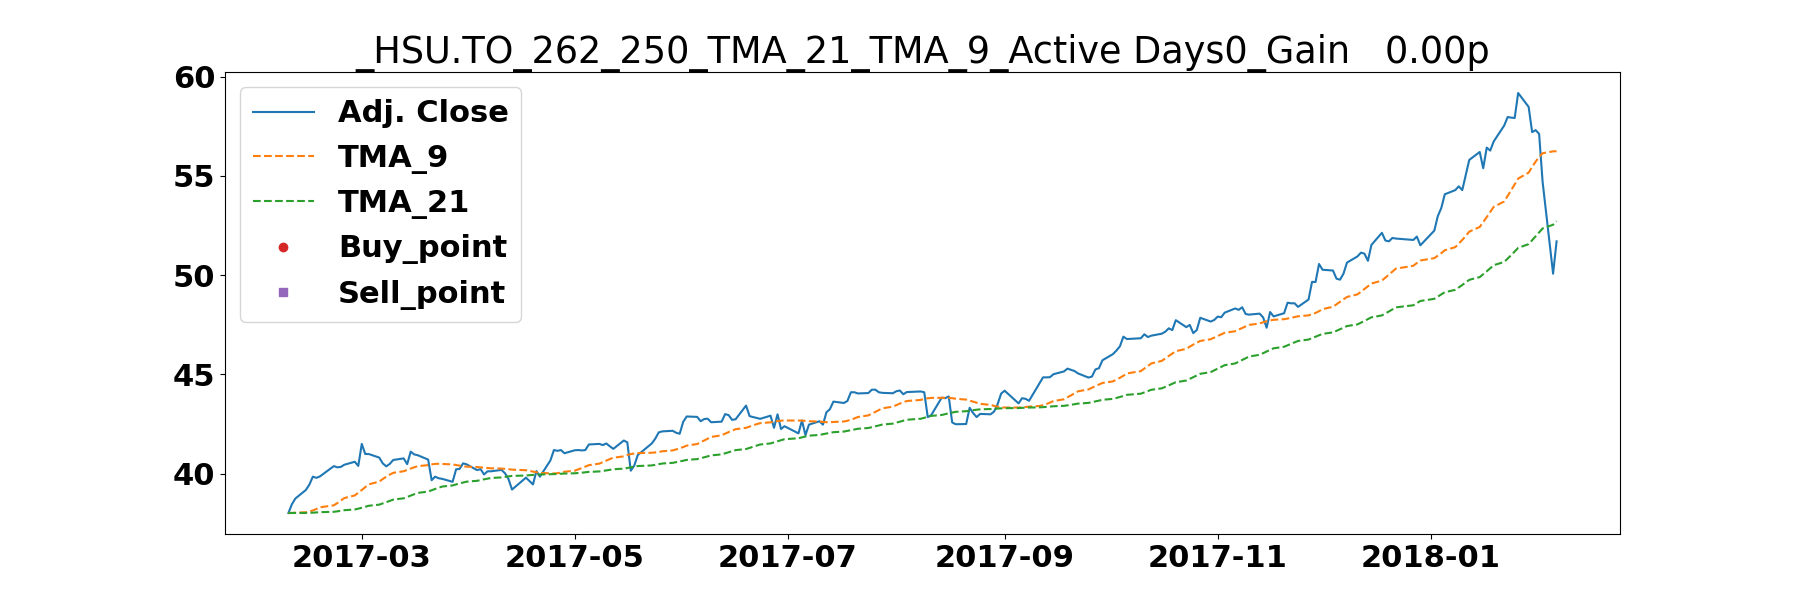 _HSU.TO_262_250_TMA_21_TMA_9_Active Days0_Gain   0.00p
60
55
50
45
40
Adj. Close
TMA_9
TMA_21
Buy_point
Sell_point
2017-03 2017-05 2017-07 2017-09 2017-11 2018-01